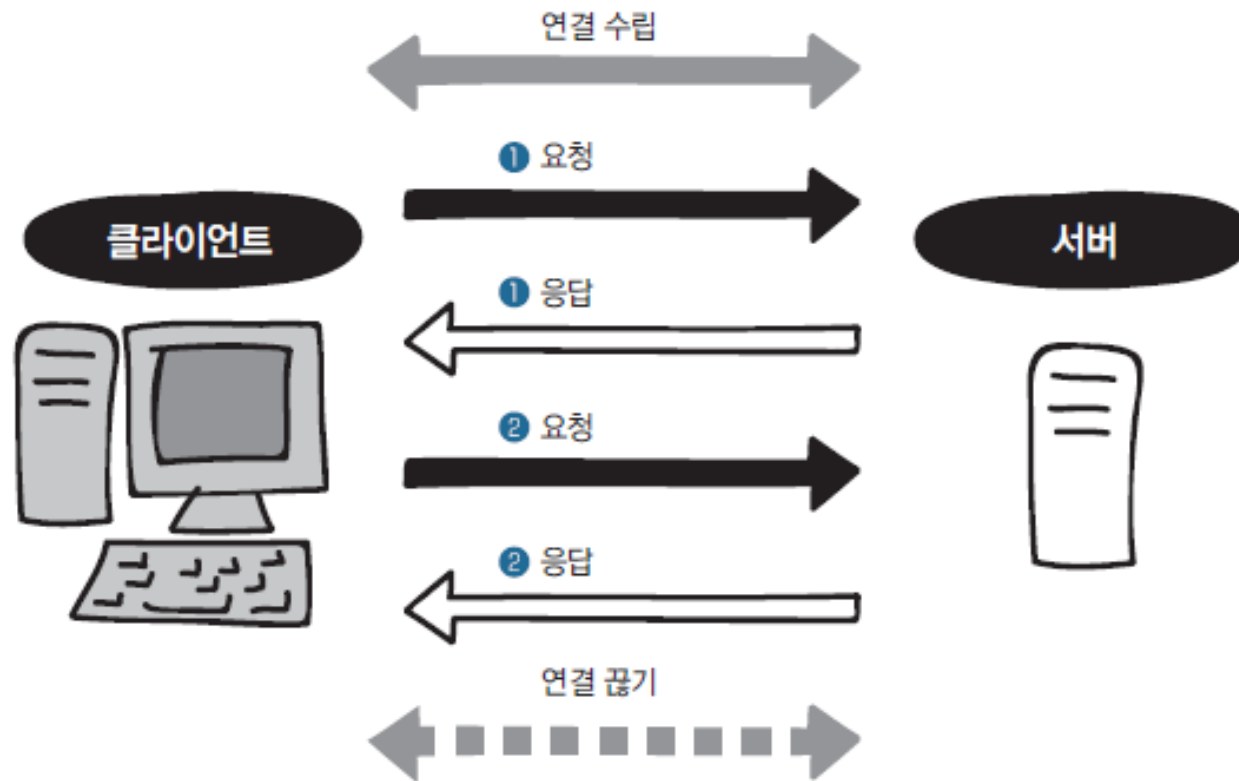 연결 수립
❶ 요청
클라이언트
서버
❶ 응답
❷ 요청
❷ 응답
연결 끊기